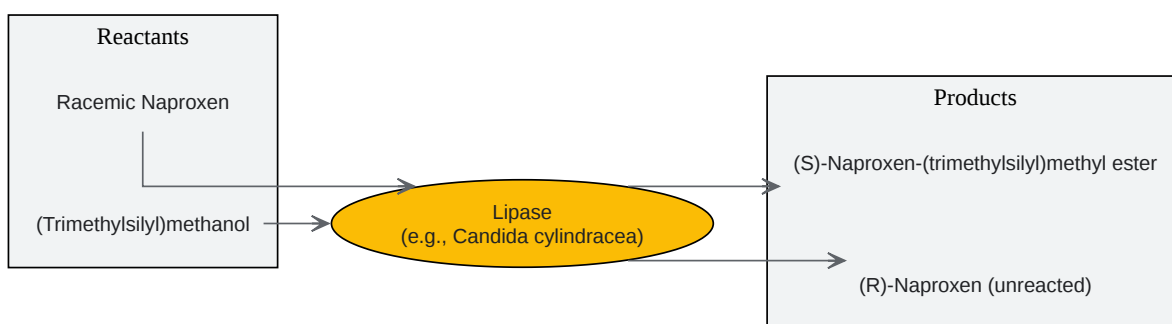 Reactants
Racemic Naproxen
(Trimethylsilyl)methanol
Lipase
(e.g., Candida cylindracea)
Products
(S)-Naproxen-(trimethylsilyl)methyl ester
(R)-Naproxen (unreacted)